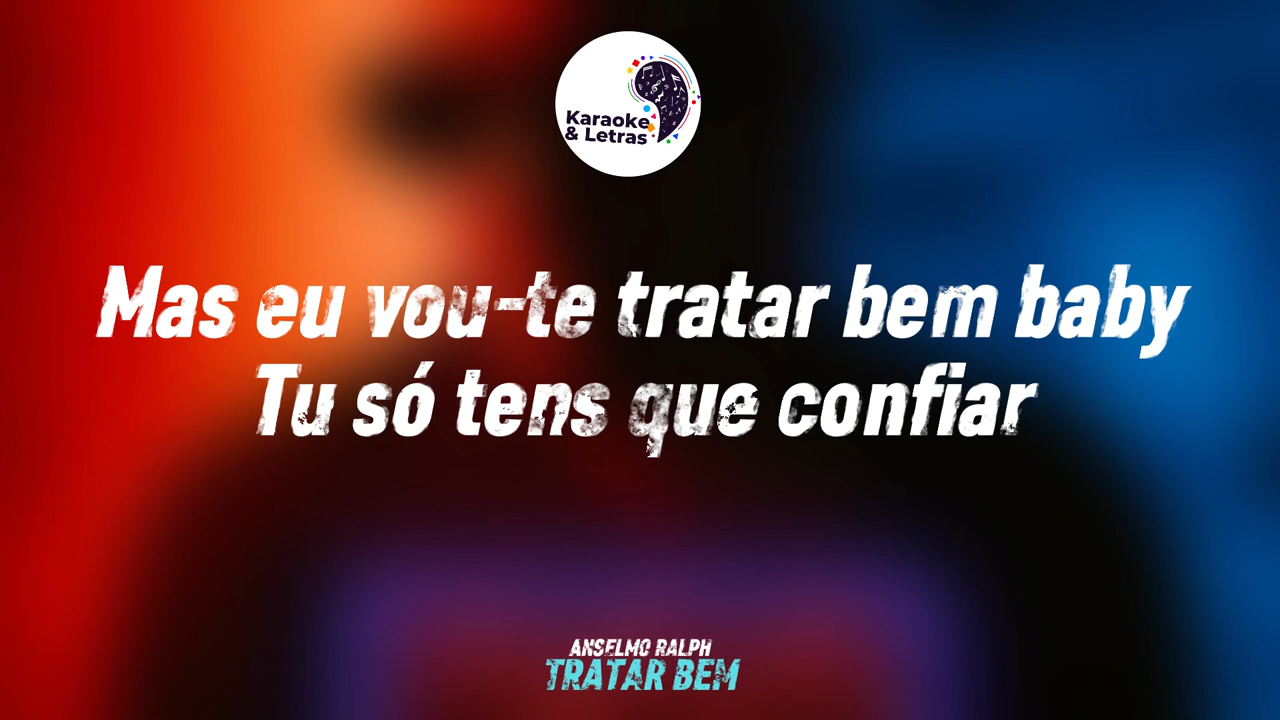 Karaoke
& Letras
Mas eu vou-te tratar bem baby
Tu só tens que confiar
ANSELMO RALPH
TRATAR BEM